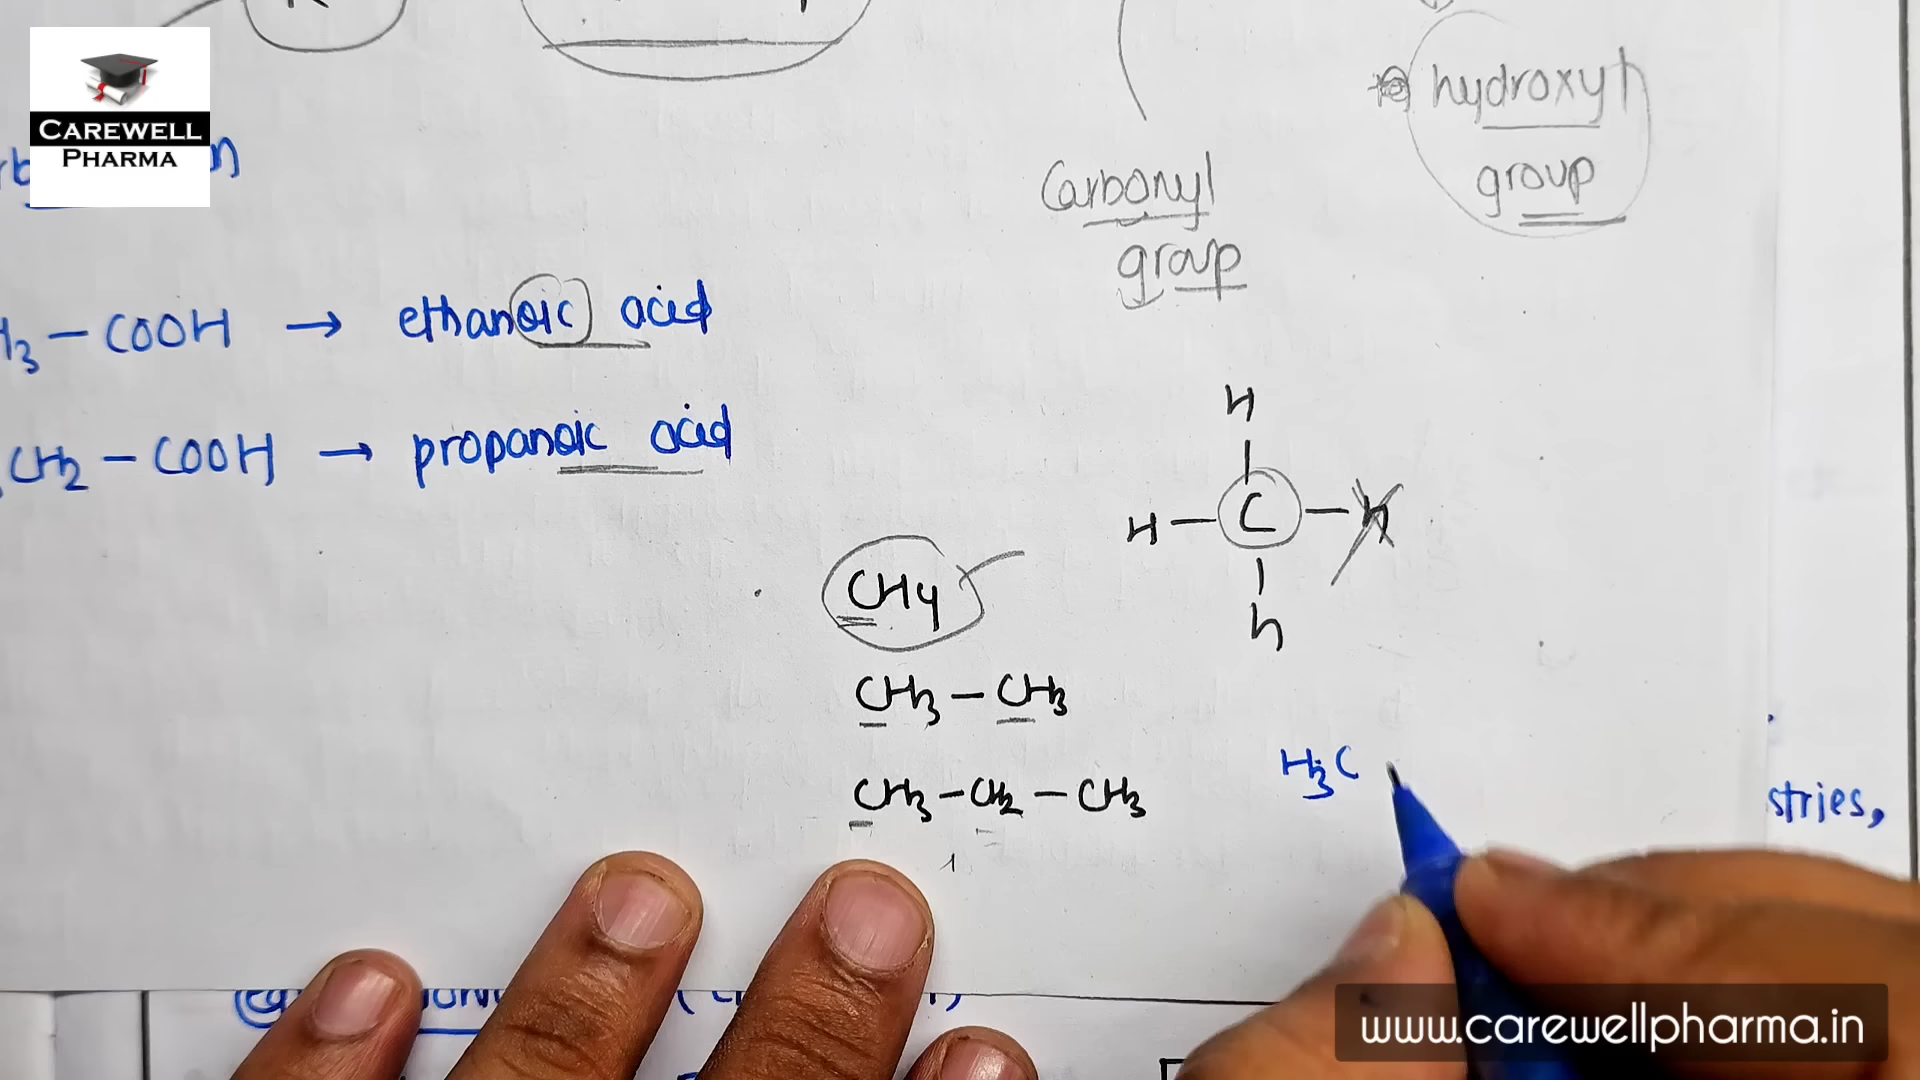 CAREWELL
PHARMA
hydroxyl
group
Carbonyl
group
H3 — COOH → ethanoic acid
CH2 — COOH → propanoic acid
H
H — C — H
h
CH4
CH3 — CH3
CH3 — CH2 — CH3
H3C
stries,
www.carewellpharma.in